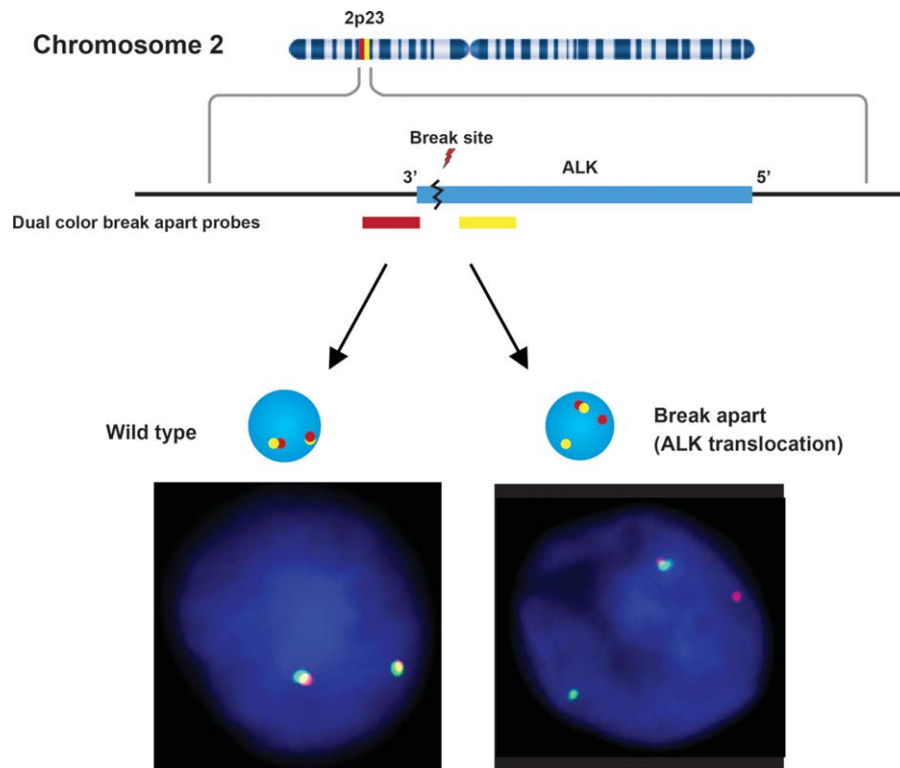 2p23
Chromosome 2
Break site
3’
ALK
5’
Dual color break apart probes
Wild type
Break apart
(ALK translocation)